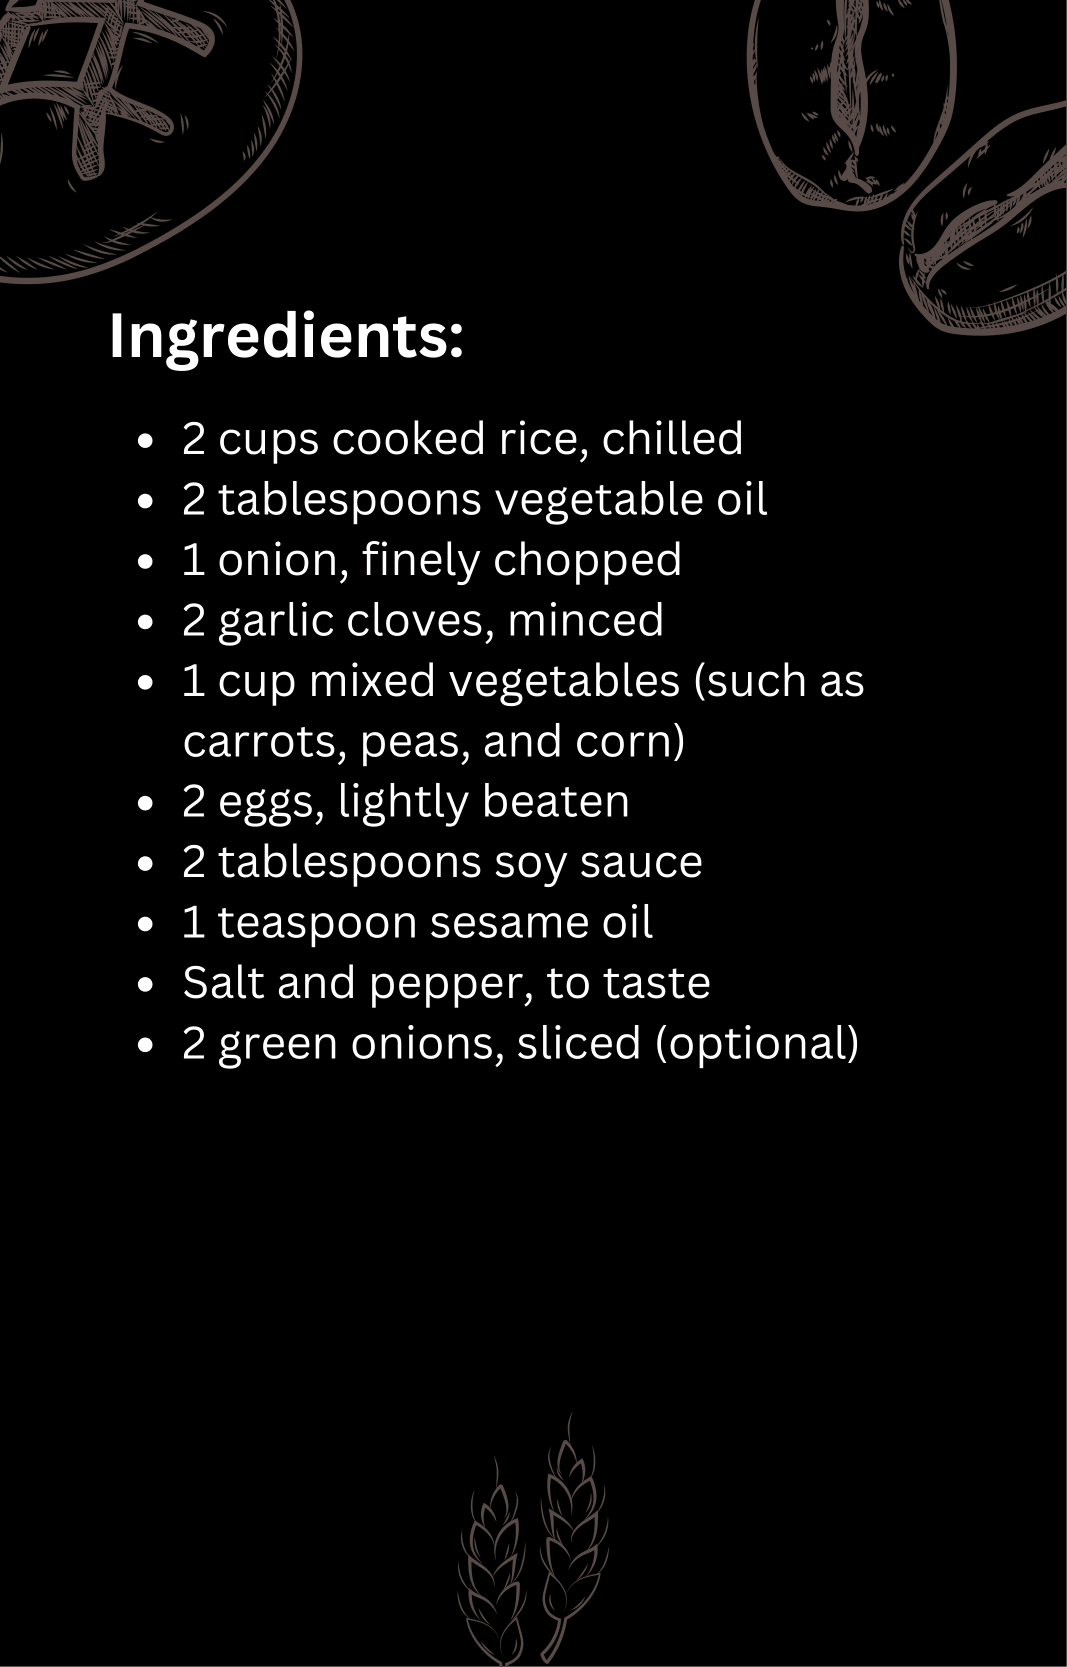 Ingredients:
• 2 cups cooked rice, chilled
• 2 tablespoons vegetable oil
• 1 onion, finely chopped
• 2 garlic cloves, minced
• 1 cup mixed vegetables (such as
carrots, peas, and corn)
• 2 eggs, lightly beaten
• 2 tablespoons soy sauce
• 1 teaspoon sesame oil
• Salt and pepper, to taste
• 2 green onions, sliced (optional)